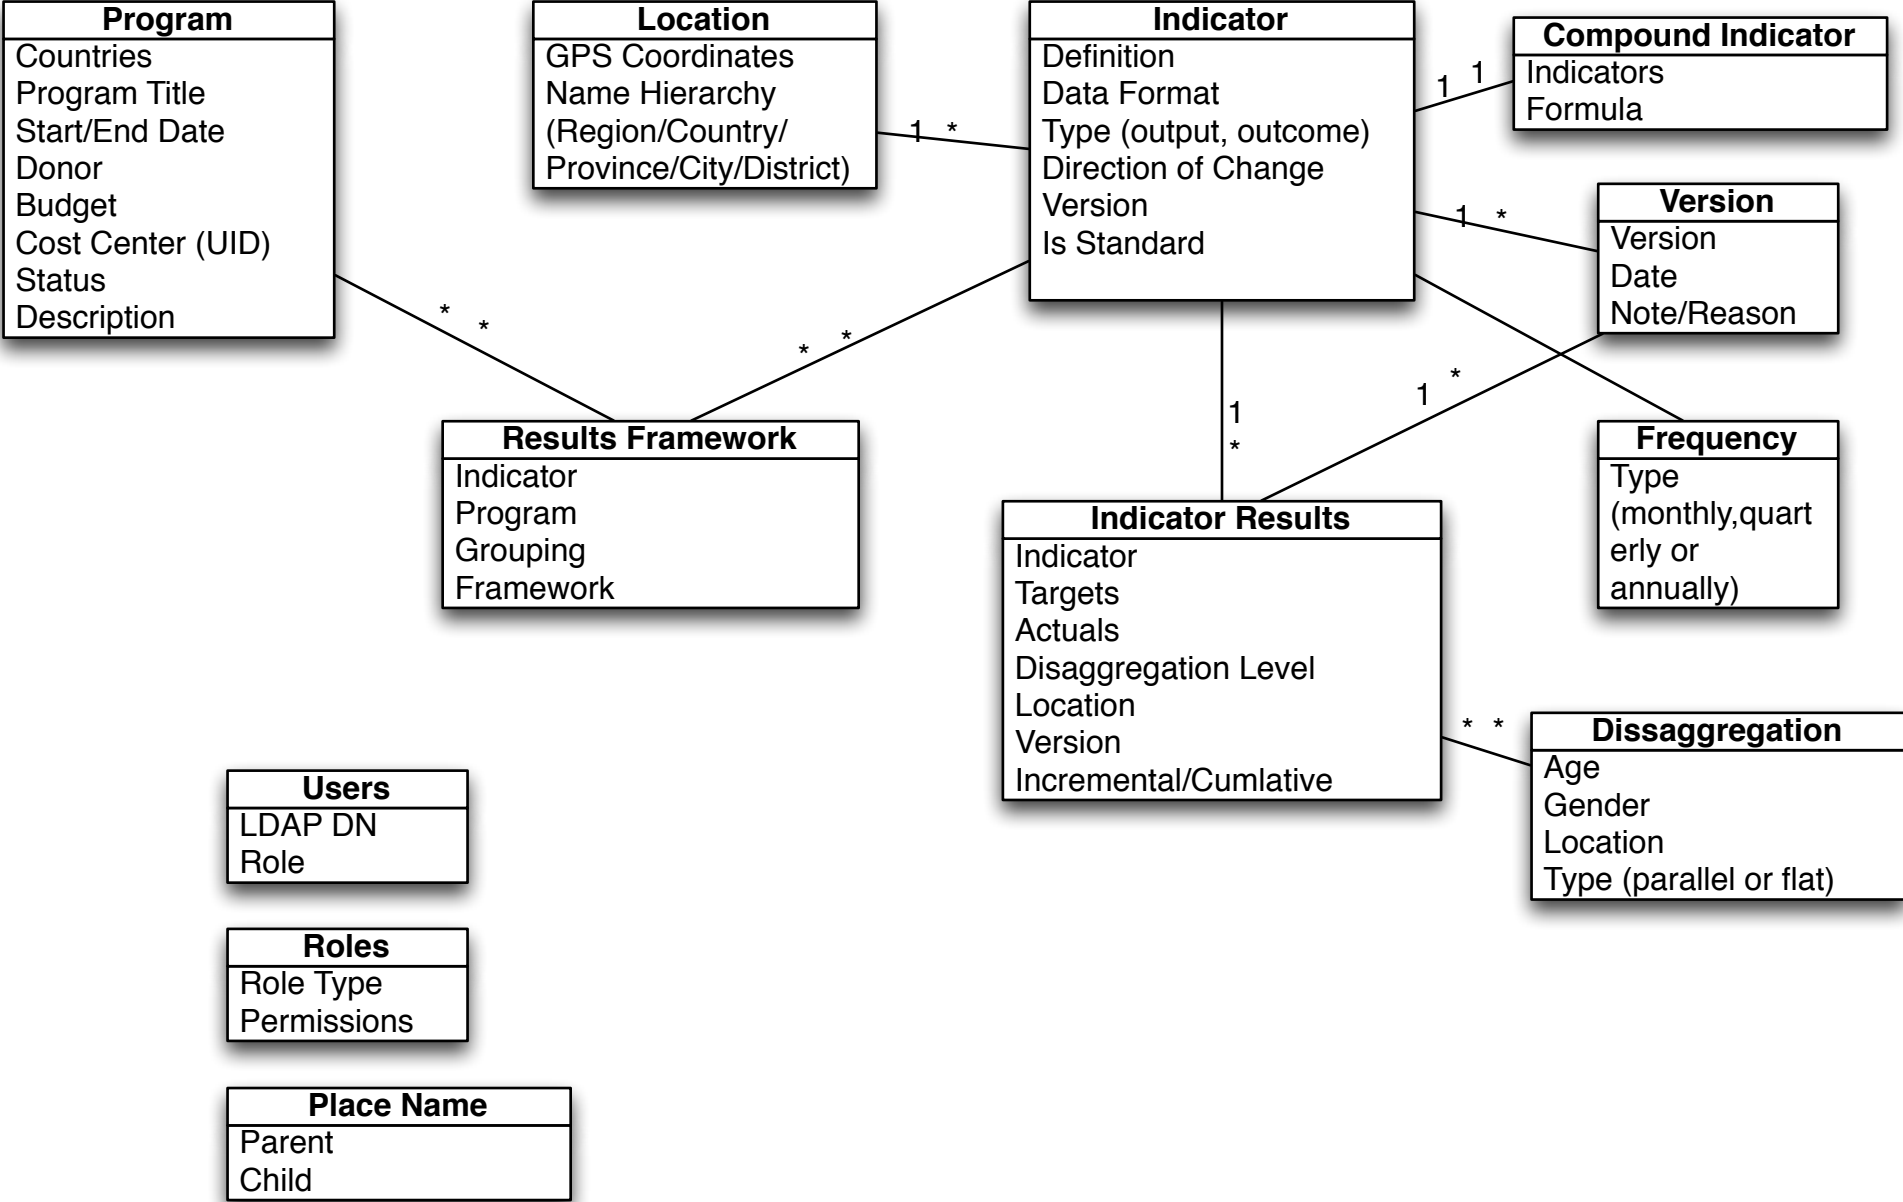 Program
Countries
Program Title
Start/End Date
Donor
Budget
Cost Center (UID)
Status
Description
Location
GPS Coordinates
Name Hierarchy
(Region/Country/
Province/City/District)
1 *
Indicator
Definition
Data Format
Type (output, outcome)
Direction of Change
Version
Is Standard
1 1
Compound Indicator
Indicators
Formula
1 *
Version
Version
Date
Note/Reason
* *
* *
1
*
1 *
Results Framework
Indicator
Program
Grouping
Framework
Frequency
Type
(monthly,quart
erly or
annually)
Indicator Results
Indicator
Targets
Actuals
Disaggregation Level
Location
Version
Incremental/Cumlative
* *
Dissaggregation
Age
Gender
Location
Type (parallel or flat)
Users
LDAP DN
Role
Roles
Role Type
Permissions
Place Name
Parent
Child